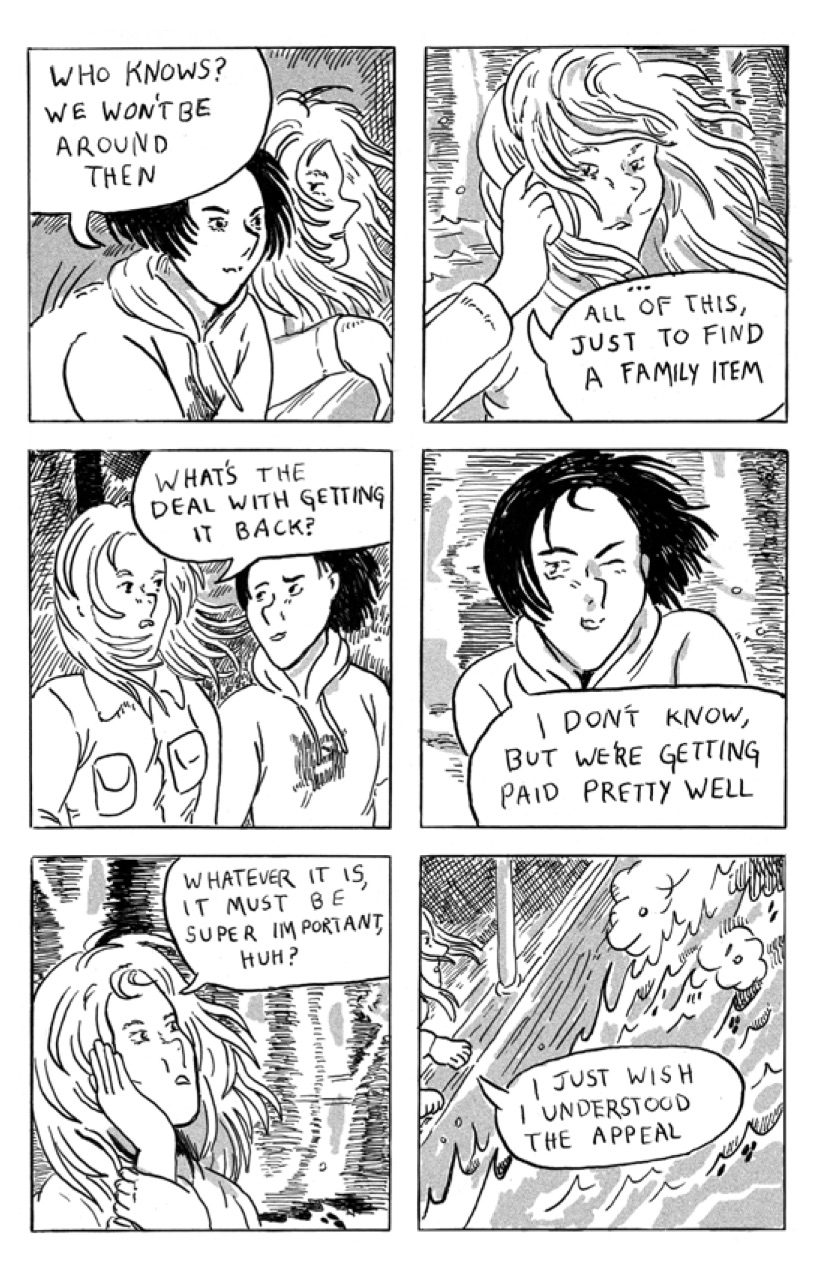 WHO KNOWS?
WE WON'T BE
AROUND
THEN
...
ALL OF THIS,
JUST TO FIND
A FAMILY ITEM
WHAT'S THE
DEAL WITH GETTING
IT BACK?
I DON'T KNOW,
BUT WE'RE GETTING
PAID PRETTY WELL
WHATEVER IT IS,
IT MUST BE
SUPER IMPORTANT,
HUH?
I JUST WISH
I UNDERSTOOD
THE APPEAL